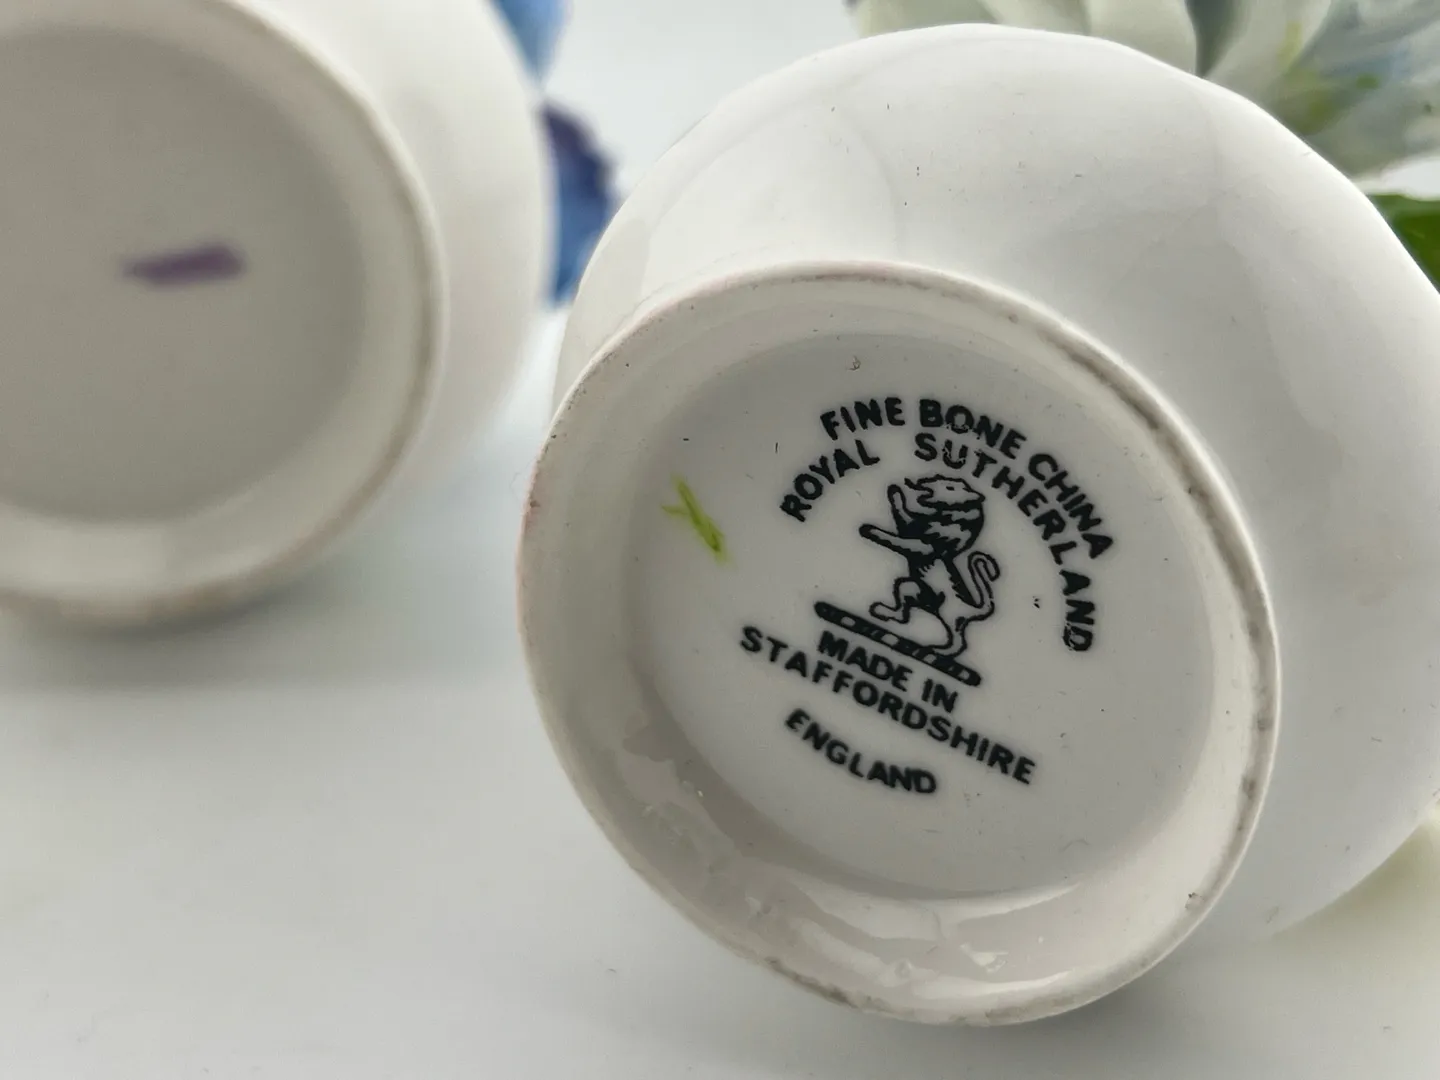 FINE BONE CHINA
ROYAL SUTHERLAND
MADE IN
STAFFORDSHIRE
ENGLAND